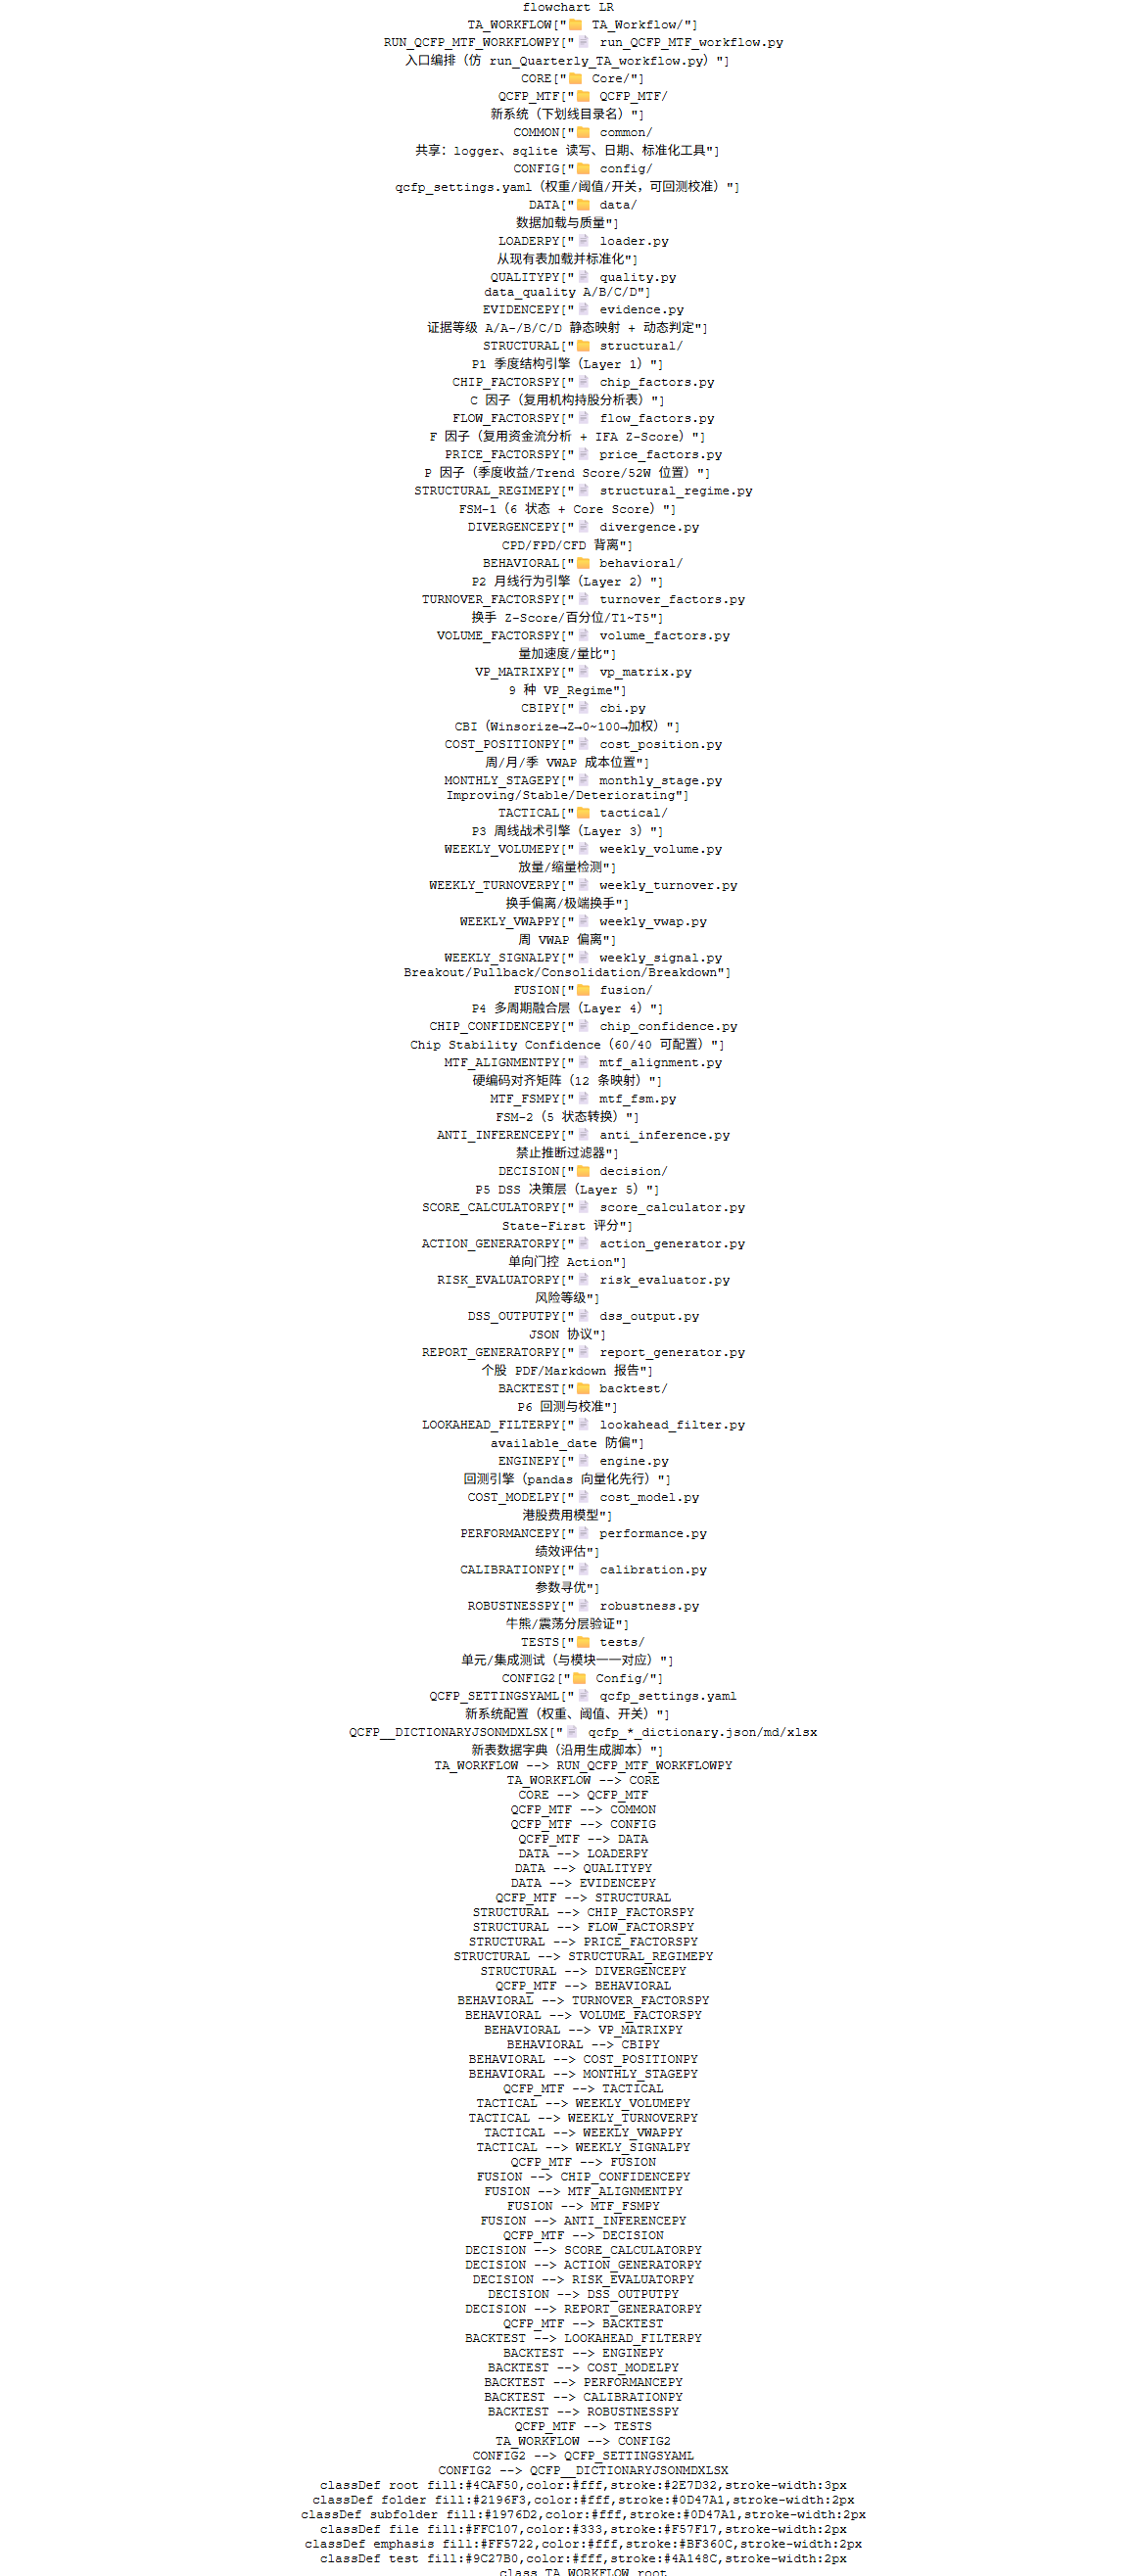 flowchart LR
TA_WORKFLOW["📁 TA_Workflow/"]
RUN_QCFP_MTF_WORKFLOWPY["📄 run_QCFP_MTF_workflow.py
入口编排（仿 run_Quarterly_TA_workflow.py）"]
CORE["📁 Core/"]
QCFP_MTF["📁 QCFP_MTF/
新系统（下划线目录名）"]
COMMON["📁 common/
共享：logger、sqlite 读写、日期、标准化工具"]
CONFIG["📁 config/
qcfp_settings.yaml（权重/阈值/开关，可回测校准）"]
DATA["📁 data/
数据加载与质量"]
LOADERPY["📄 loader.py
从现有表加载并标准化"]
QUALITYPY["📄 quality.py
data_quality A/B/C/D"]
EVIDENCEPY["📄 evidence.py
证据等级 A/A-/B/C/D 静态映射 + 动态判定"]
STRUCTURAL["📁 structural/
P1 季度结构引擎（Layer 1）"]
CHIP_FACTORSPY["📄 chip_factors.py
C 因子（复用机构持股分析表）"]
FLOW_FACTORSPY["📄 flow_factors.py
F 因子（复用资金流分析 + IFA Z-Score）"]
PRICE_FACTORSPY["📄 price_factors.py
P 因子（季度收益/Trend Score/52W 位置）"]
STRUCTURAL_REGIMEPY["📄 structural_regime.py
FSM-1（6 状态 + Core Score）"]
DIVERGENCEPY["📄 divergence.py
CPD/FPD/CFD 背离"]
BEHAVIORAL["📁 behavioral/
P2 月线行为引擎（Layer 2）"]
TURNOVER_FACTORSPY["📄 turnover_factors.py
换手 Z-Score/百分位/T1~T5"]
VOLUME_FACTORSPY["📄 volume_factors.py
量加速度/量比"]
VP_MATRIXPY["📄 vp_matrix.py
9 种 VP_Regime"]
CBIPY["📄 cbi.py
CBI（Winsorize→Z→0~100→加权）"]
COST_POSITIONPY["📄 cost_position.py
周/月/季 VWAP 成本位置"]
MONTHLY_STAGEPY["📄 monthly_stage.py
Improving/Stable/Deteriorating"]
TACTICAL["📁 tactical/
P3 周线战术引擎（Layer 3）"]
WEEKLY_VOLUMEPY["📄 weekly_volume.py
放量/缩量检测"]
WEEKLY_TURNOVERPY["📄 weekly_turnover.py
换手偏离/极端换手"]
WEEKLY_VWAPPY["📄 weekly_vwap.py
周 VWAP 偏离"]
WEEKLY_SIGNALPY["📄 weekly_signal.py
Breakout/Pullback/Consolidation/Breakdown"]
FUSION["📁 fusion/
P4 多周期融合层（Layer 4）"]
CHIP_CONFIDENCEPY["📄 chip_confidence.py
Chip Stability Confidence（60/40 可配置）"]
MTF_ALIGNMENTPY["📄 mtf_alignment.py
硬编码对齐矩阵（12 条映射）"]
MTF_FSMPY["📄 mtf_fsm.py
FSM-2（5 状态转换）"]
ANTI_INFERENCEPY["📄 anti_inference.py
禁止推断过滤器"]
DECISION["📁 decision/
P5 DSS 决策层（Layer 5）"]
SCORE_CALCULATORPY["📄 score_calculator.py
State-First 评分"]
ACTION_GENERATORPY["📄 action_generator.py
单向门控 Action"]
RISK_EVALUATORPY["📄 risk_evaluator.py
风险等级"]
DSS_OUTPUTPY["📄 dss_output.py
JSON 协议"]
REPORT_GENERATORPY["📄 report_generator.py
个股 PDF/Markdown 报告"]
BACKTEST["📁 backtest/
P6 回测与校准"]
LOOKAHEAD_FILTERPY["📄 lookahead_filter.py
available_date 防偏"]
ENGINEPY["📄 engine.py
回测引擎（pandas 向量化先行）"]
COST_MODELPY["📄 cost_model.py
港股费用模型"]
PERFORMANCEPY["📄 performance.py
绩效评估"]
CALIBRATIONPY["📄 calibration.py
参数寻优"]
ROBUSTNESSPY["📄 robustness.py
牛熊/震荡分层验证"]
TESTS["📁 tests/
单元/集成测试（与模块一一对应）"]
CONFIG2["📁 Config/"]
QCFP_SETTINGSYAML["📄 qcfp_settings.yaml
新系统配置（权重、阈值、开关）"]
QCFP__DICTIONARYJSONMDXLSX["📄 qcfp_*_dictionary.json/md/xlsx
新表数据字典（沿用生成脚本）"]
TA_WORKFLOW --> RUN_QCFP_MTF_WORKFLOWPY
TA_WORKFLOW --> CORE
CORE --> QCFP_MTF
QCFP_MTF --> COMMON
QCFP_MTF --> CONFIG
QCFP_MTF --> DATA
DATA --> LOADERPY
DATA --> QUALITYPY
DATA --> EVIDENCEPY
QCFP_MTF --> STRUCTURAL
STRUCTURAL --> CHIP_FACTORSPY
STRUCTURAL --> FLOW_FACTORSPY
STRUCTURAL --> PRICE_FACTORSPY
STRUCTURAL --> STRUCTURAL_REGIMEPY
STRUCTURAL --> DIVERGENCEPY
QCFP_MTF --> BEHAVIORAL
BEHAVIORAL --> TURNOVER_FACTORSPY
BEHAVIORAL --> VOLUME_FACTORSPY
BEHAVIORAL --> VP_MATRIXPY
BEHAVIORAL --> CBIPY
BEHAVIORAL --> COST_POSITIONPY
BEHAVIORAL --> MONTHLY_STAGEPY
QCFP_MTF --> TACTICAL
TACTICAL --> WEEKLY_VOLUMEPY
TACTICAL --> WEEKLY_TURNOVERPY
TACTICAL --> WEEKLY_VWAPPY
TACTICAL --> WEEKLY_SIGNALPY
QCFP_MTF --> FUSION
FUSION --> CHIP_CONFIDENCEPY
FUSION --> MTF_ALIGNMENTPY
FUSION --> MTF_FSMPY
FUSION --> ANTI_INFERENCEPY
QCFP_MTF --> DECISION
DECISION --> SCORE_CALCULATORPY
DECISION --> ACTION_GENERATORPY
DECISION --> RISK_EVALUATORPY
DECISION --> DSS_OUTPUTPY
DECISION --> REPORT_GENERATORPY
QCFP_MTF --> BACKTEST
BACKTEST --> LOOKAHEAD_FILTERPY
BACKTEST --> ENGINEPY
BACKTEST --> COST_MODELPY
BACKTEST --> PERFORMANCEPY
BACKTEST --> CALIBRATIONPY
BACKTEST --> ROBUSTNESSPY
QCFP_MTF --> TESTS
TA_WORKFLOW --> CONFIG2
CONFIG2 --> QCFP_SETTINGSYAML
CONFIG2 --> QCFP__DICTIONARYJSONMDXLSX
classDef root fill:#4CAF50,color:#fff,stroke:#2E7D32,stroke-width:3px
classDef folder fill:#2196F3,color:#fff,stroke:#0D47A1,stroke-width:2px
classDef subfolder fill:#1976D2,color:#fff,stroke:#0D47A1,stroke-width:2px
classDef file fill:#FFC107,color:#333,stroke:#F57F17,stroke-width:2px
classDef emphasis fill:#FF5722,color:#fff,stroke:#BF360C,stroke-width:2px
classDef test fill:#9C27B0,color:#fff,stroke:#4A148C,stroke-width:2px
class TA_WORKFLOW root